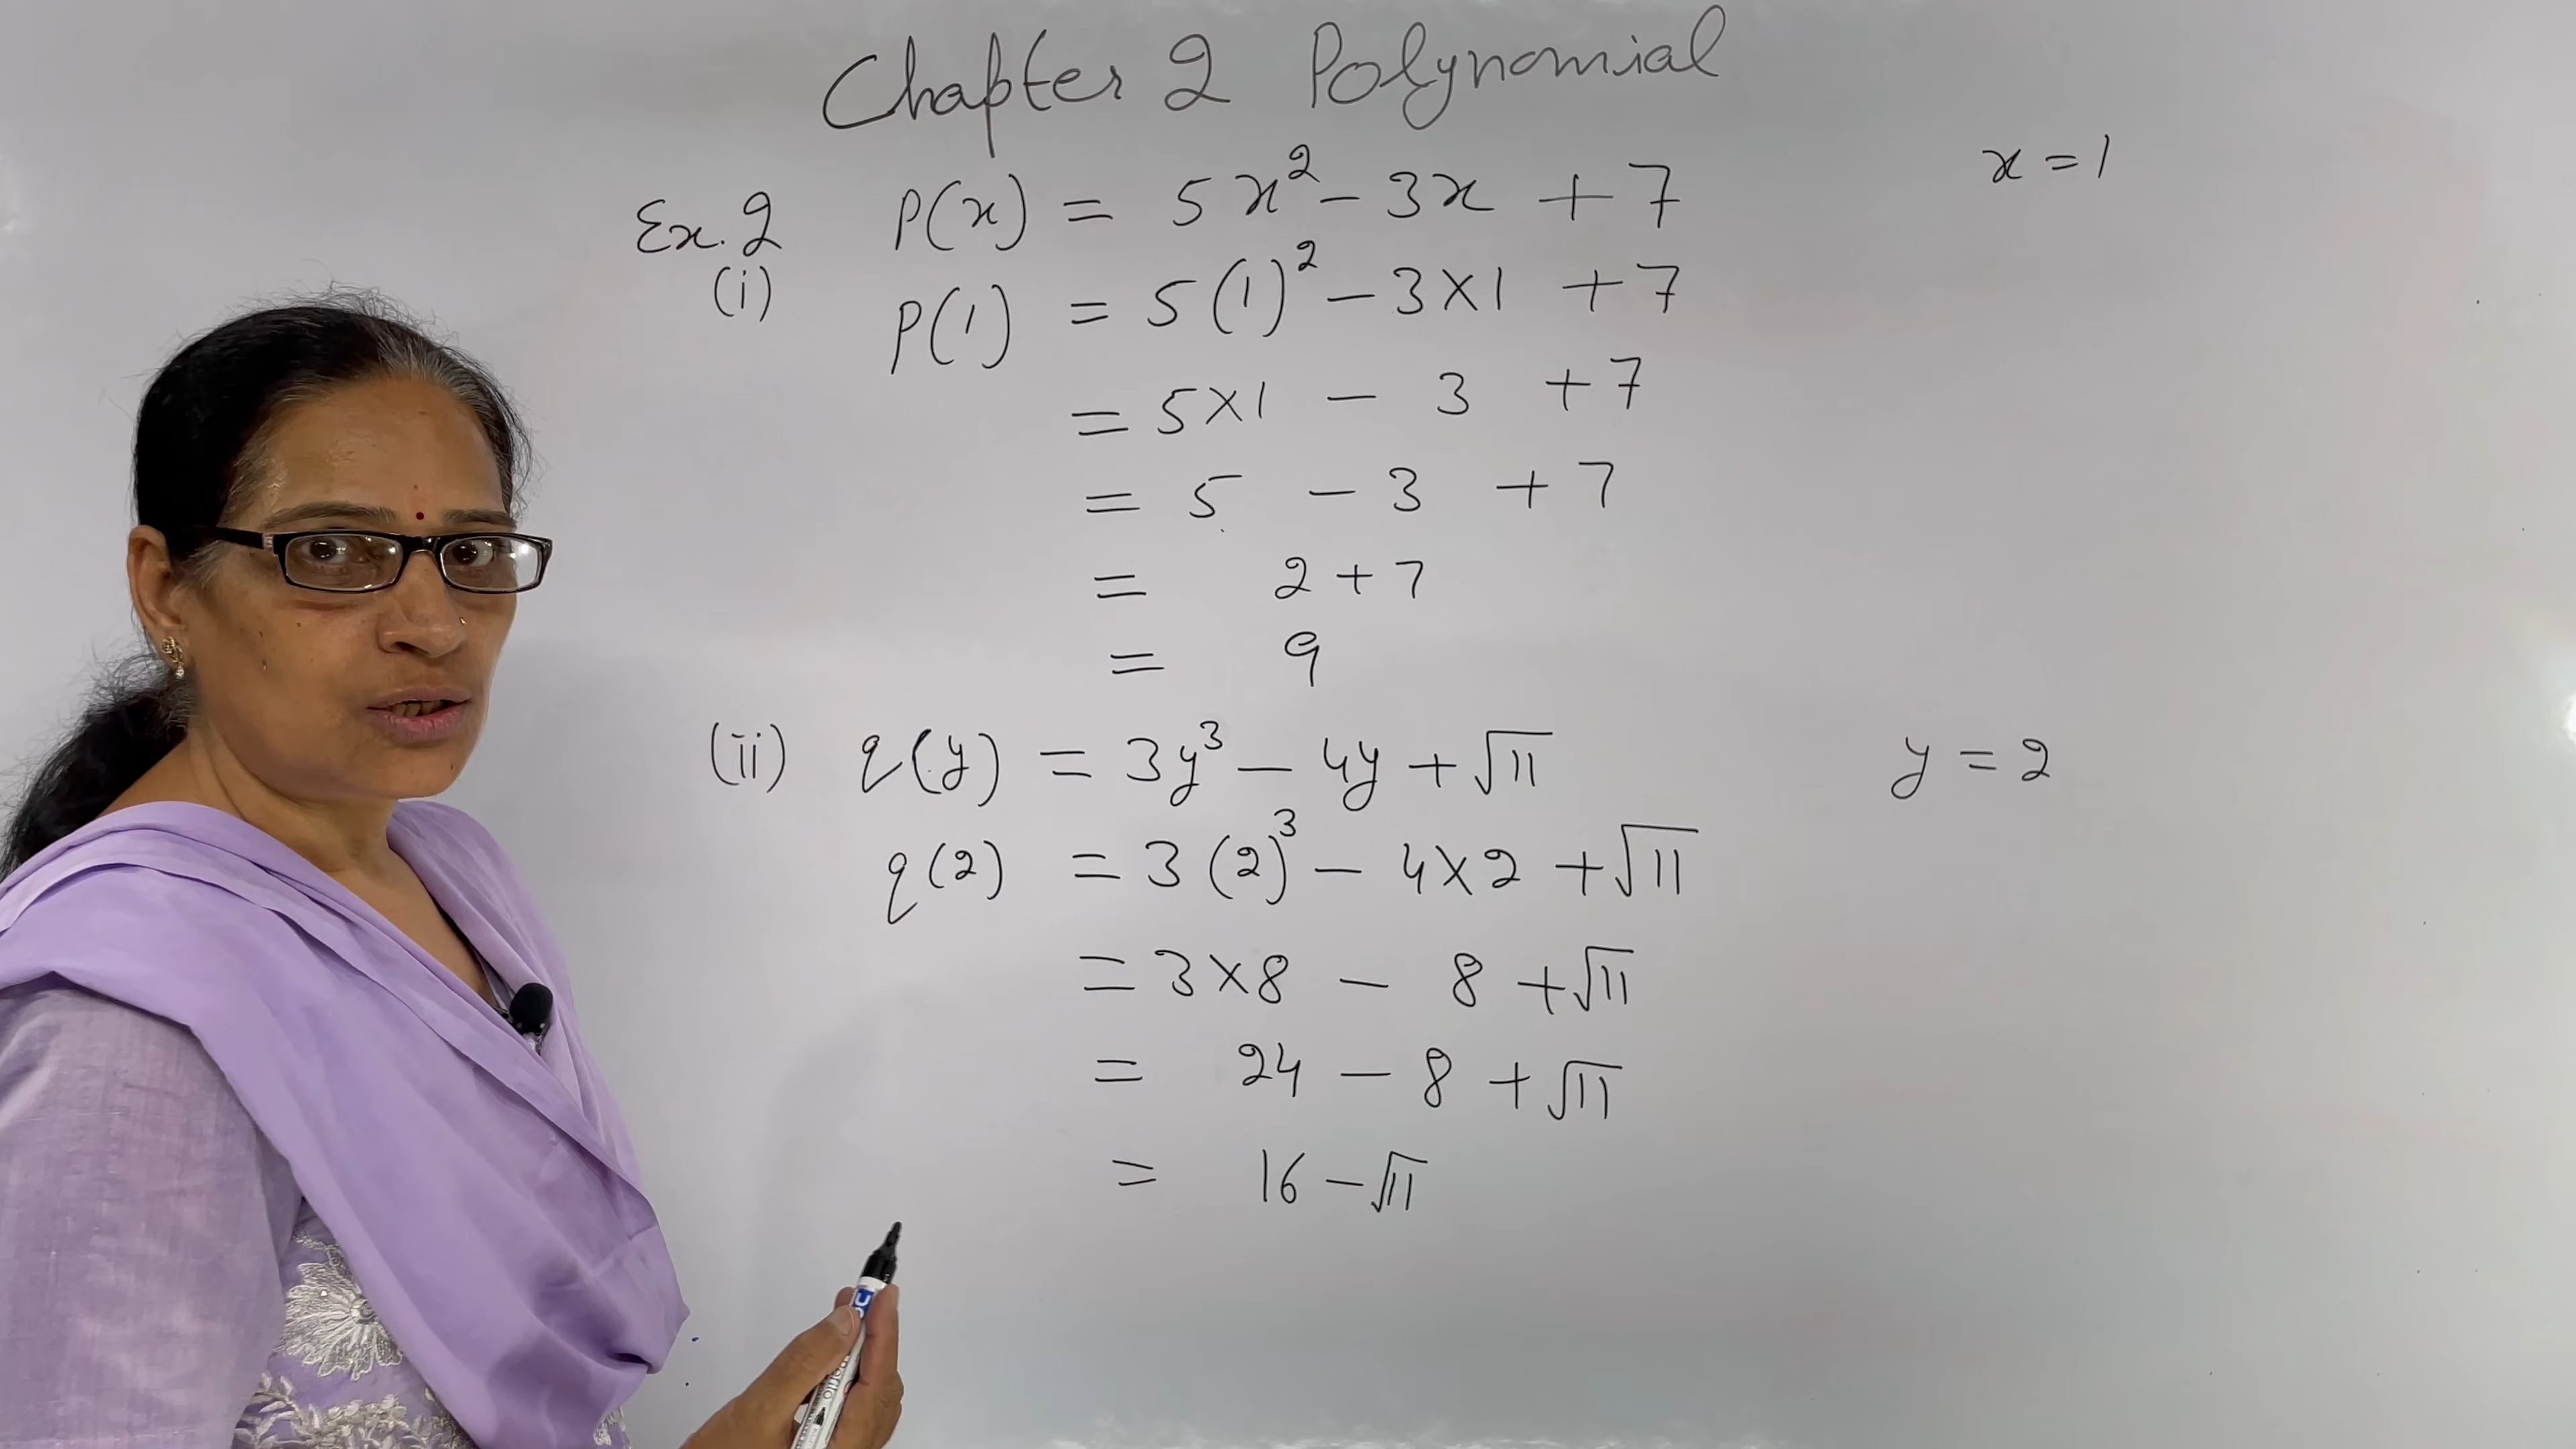 Chapter 2 Polynomial
x = 1
Ex. 2 P(x) = 5x² - 3x + 7
(i) P(1) = 5(1)² - 3×1 + 7
= 5×1 - 3 + 7
= 5 - 3 + 7
= 2 + 7
= 9
(ii) q(y) = 3y³ - 4y + √11 y = 2
q(2) = 3(2)³ - 4×2 + √11
= 3×8 - 8 + √11
= 24 - 8 + √11
= 16 - √11